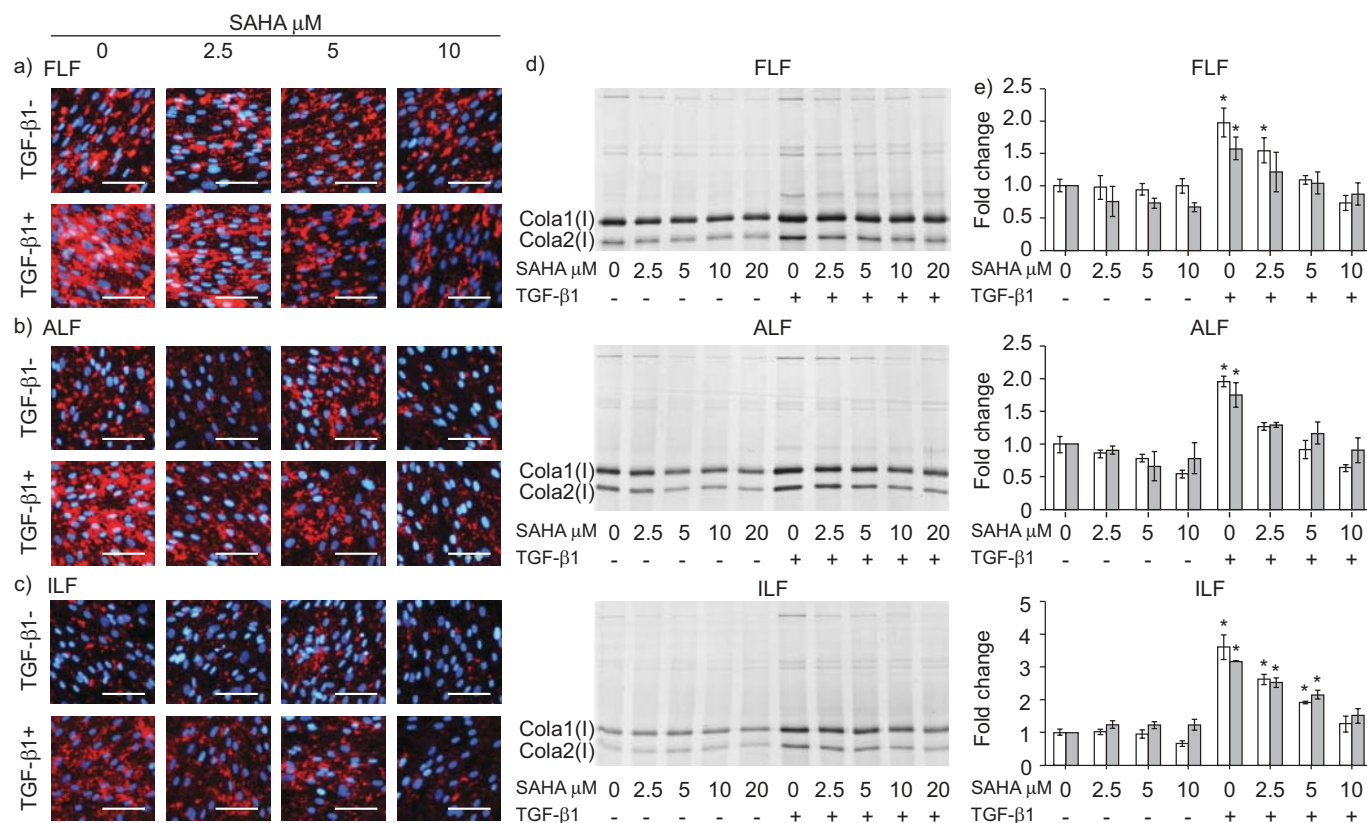 SAHA μM
0 2.5 5 10
a) FLF
TGF-β1-
TGF-β1+
b) ALF
TGF-β1-
TGF-β1+
c) ILF
TGF-β1-
TGF-β1+
d) FLF
Cola1(I)
Cola2(I)
SAHA μM 0 2.5 5 10 20 0 2.5 5 10 20
TGF-β1 - - - - - + + + + +
ALF
Cola1(I)
Cola2(I)
SAHA μM 0 2.5 5 10 20 0 2.5 5 10 20
TGF-β1 - - - - - + + + + +
ILF
Cola1(I)
Cola2(I)
SAHA μM 0 2.5 5 10 20 0 2.5 5 10 20
TGF-β1 - - - - - + + + + +
e) FLF
Fold change
2.5
2.0
1.5
1.0
0.5
0
* * *
SAHA μM 0 2.5 5 10 0 2.5 5 10
TGF-β1 - - - - + + + +
ALF
Fold change
2.5
2.0
1.5
1.0
0.5
0
* *
SAHA μM 0 2.5 5 10 0 2.5 5 10
TGF-β1 - - - - + + + +
ILF
Fold change
5
4
3
2
1
0
* * * * * *
SAHA μM 0 2.5 5 10 0 2.5 5 10
TGF-β1 - - - - + + + +